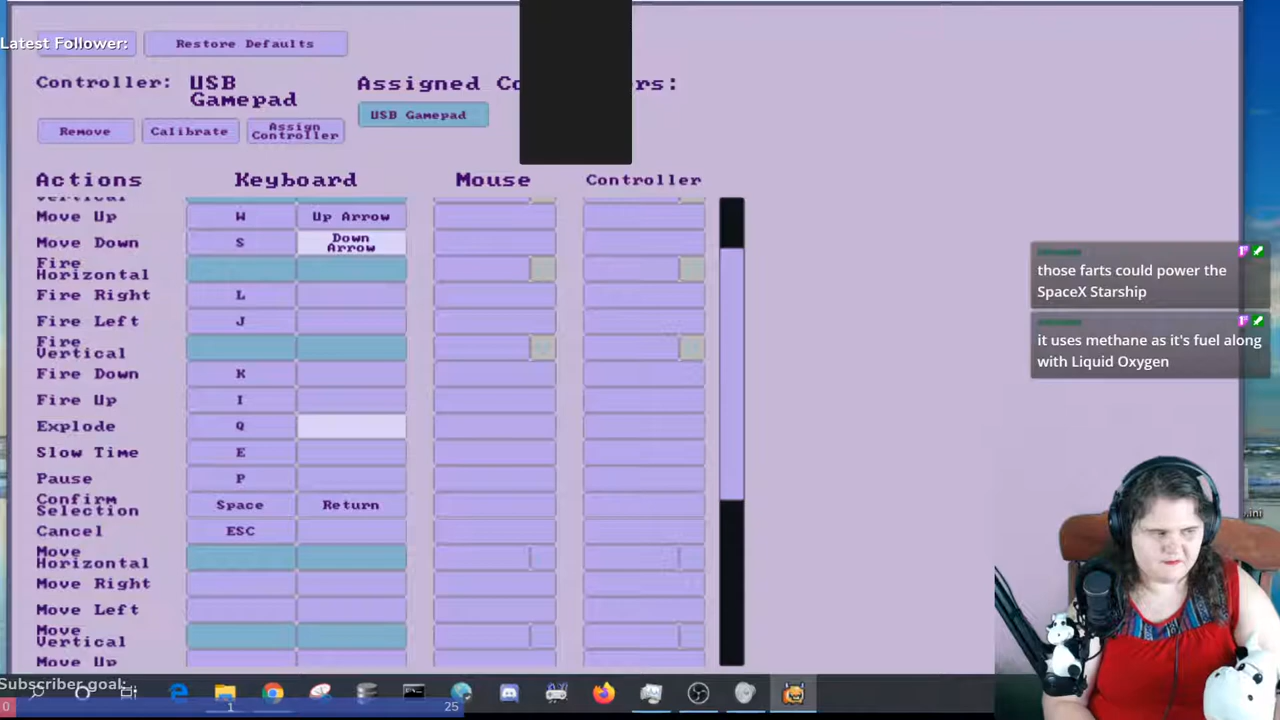 Latest Follower:
Restore Defaults
Controller: USB Gamepad
Assigned Co rs:
USB Gamepad
Remove
Calibrate
Assign Controller
Actions Keyboard Mouse Controller
Vertical
Move Up W Up Arrow
Move Down S Down Arrow
Fire Horizontal
Fire Right L
Fire Left J
Fire Vertical
Fire Down K
Fire Up I
Explode Q
Slow Time E
Pause P
Confirm Selection Space Return
Cancel ESC
Move Horizontal
Move Right
Move Left
Move Vertical
Move Up
those farts could power the
SpaceX Starship
it uses methane as it's fuel along
with Liquid Oxygen
.ini
Subscriber goal:
0 1 25